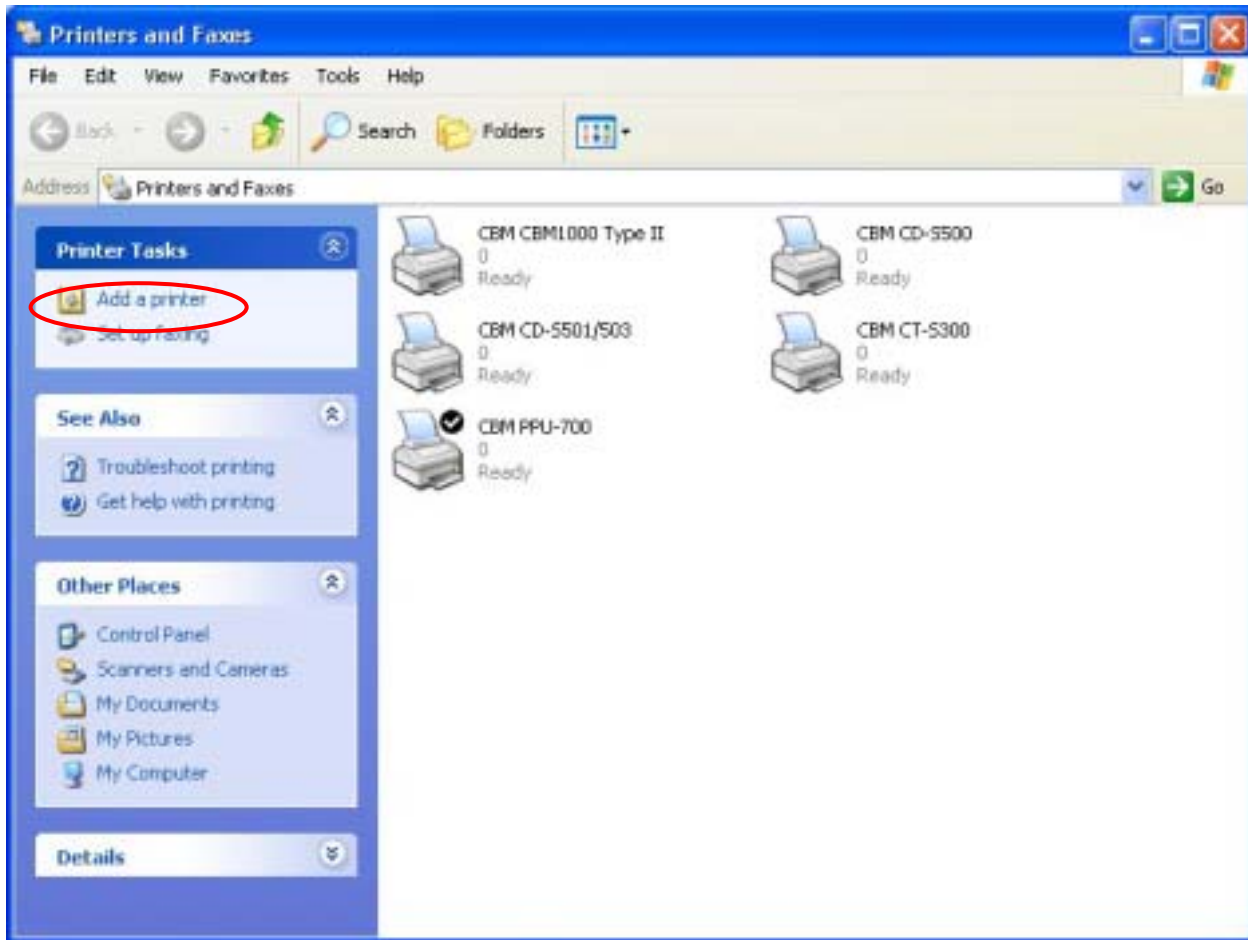 Printers and Faxes
File Edit View Favorites Tools Help
Back Search Folders
Address Printers and Faxes Go
Printer Tasks
Add a printer
Set up faxing
See Also
Troubleshoot printing
Get help with printing
Other Places
Control Panel
Scanners and Cameras
My Documents
My Pictures
My Computer
Details
CBM CBM1000 Type II
0
Ready
CBM CD-S500
0
Ready
CBM CD-S501/503
0
Ready
CBM CT-S300
0
Ready
CBM PPU-700
0
Ready